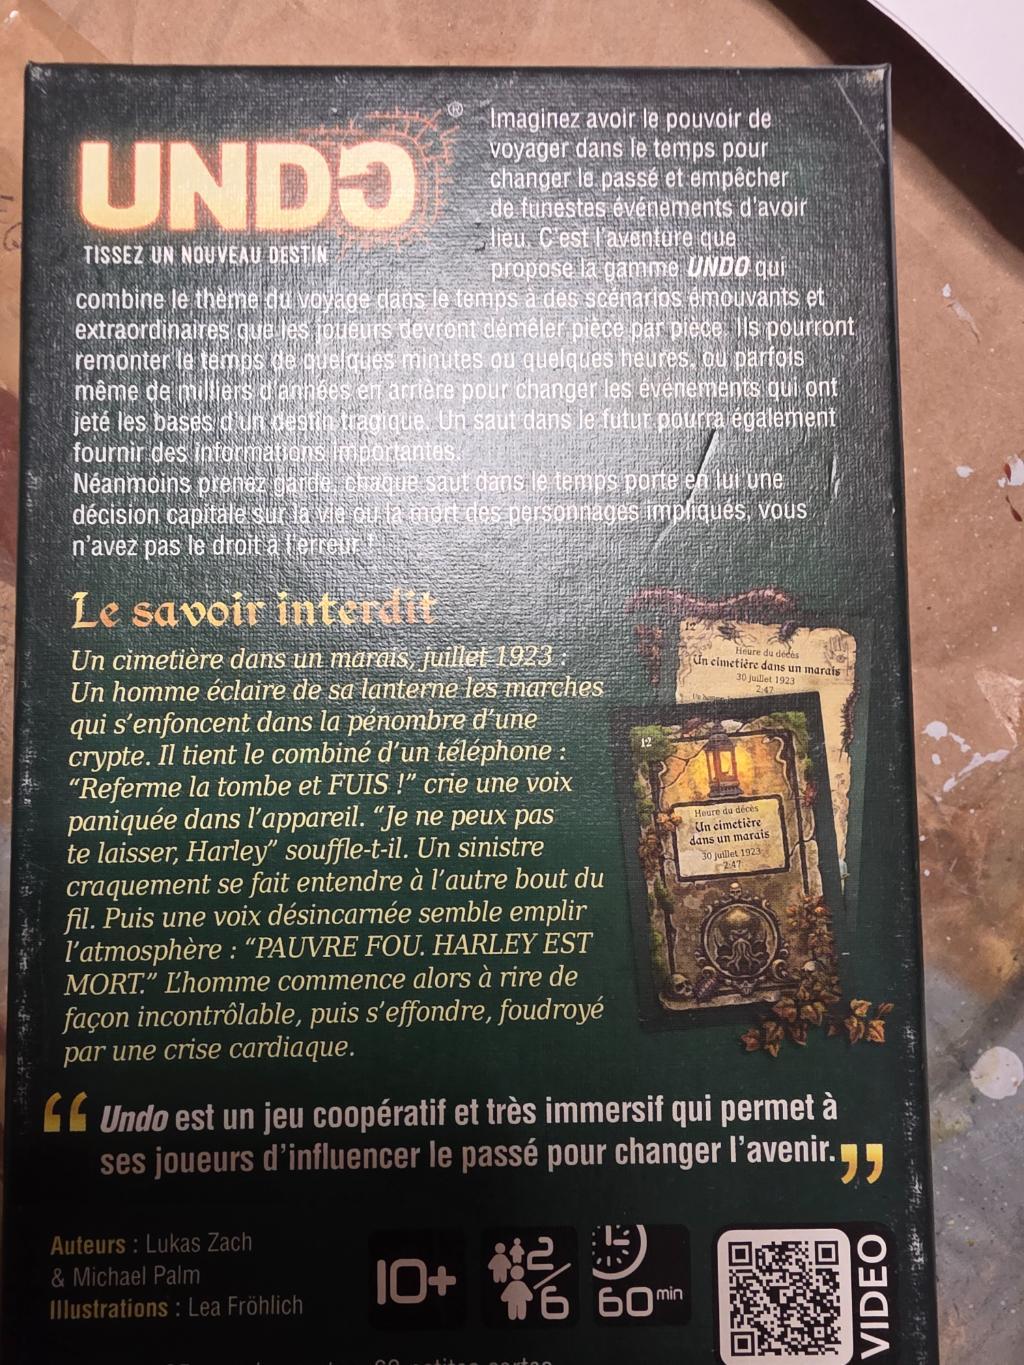 UNDO®
TISSEZ UN NOUVEAU DESTIN
Imaginez avoir le pouvoir de
voyager dans le temps pour
changer le passé et empêcher
de funestes événements d'avoir
lieu. C'est l'aventure que
propose la gamme UNDO qui
combine le thème du voyage dans le temps à des scénarios émouvants et
extraordinaires que les joueurs devront démêler pièce par pièce. Ils pourront
remonter le temps de quelques minutes ou quelques heures, ou parfois
même de milliers d'années en arrière pour changer les événements qui ont
jeté les bases d'un destin tragique. Un saut dans le futur pourra également
fournir des informations importantes.
Néanmoins prenez garde, chaque saut dans le temps porte en lui une
décision capitale sur la vie ou la mort des personnages impliqués, vous
n'avez pas le droit à l'erreur !
Le savoir interdit
Un cimetière dans un marais, juillet 1923 :
Un homme éclaire de sa lanterne les marches
qui s'enfoncent dans la pénombre d'une
crypte. Il tient le combiné d'un téléphone :
“Referme la tombe et FUIS !” crie une voix
paniquée dans l'appareil. “Je ne peux pas
te laisser, Harley” souffle-t-il. Un sinistre
craquement se fait entendre à l'autre bout du
fil. Puis une voix désincarnée semble emplir
l'atmosphère : “PAUVRE FOU. HARLEY EST
MORT.” L'homme commence alors à rire de
façon incontrôlable, puis s'effondre, foudroyé
par une crise cardiaque.
12
Heure du décès
Un cimetière dans un marais
30 juillet 1923
2:47
12
Heure du décès
Un cimetière
dans un marais
30 juillet 1923
2:47
“ Undo est un jeu coopératif et très immersif qui permet à
ses joueurs d'influencer le passé pour changer l'avenir. ”
Auteurs : Lukas Zach
& Michael Palm
Illustrations : Lea Fröhlich
10+
2/6
60 min
VIDEO